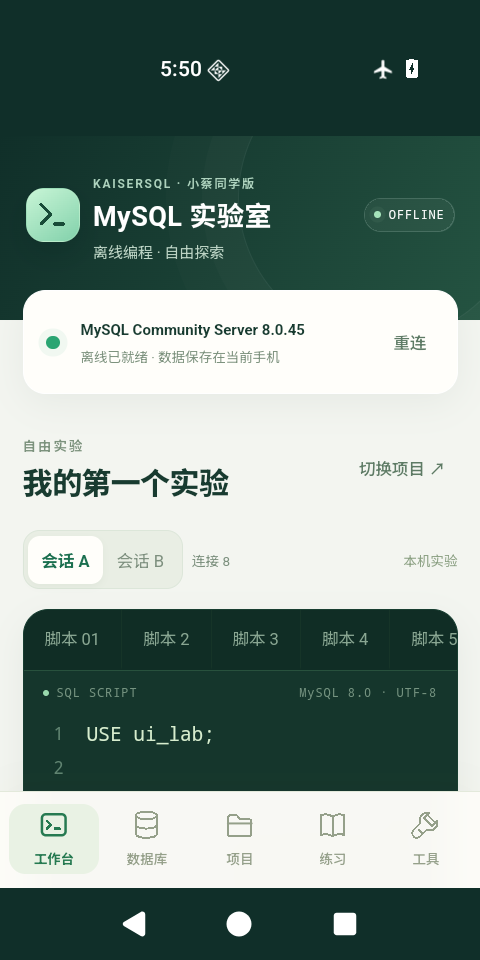 5:50
KAISERSQL · 小蔡同学版
MySQL 实验室
离线编程 · 自由探索
OFFLINE
MySQL Community Server 8.0.45
离线已就绪 · 数据保存在当前手机
重连
自由实验
我的第一个实验
切换项目 ↗
会话 A
会话 B
连接 8
本机实验
脚本 01
脚本 2
脚本 3
脚本 4
脚本 5
SQL SCRIPT
MySQL 8.0 · UTF-8
1 USE ui_lab;
2
工作台
数据库
项目
练习
工具